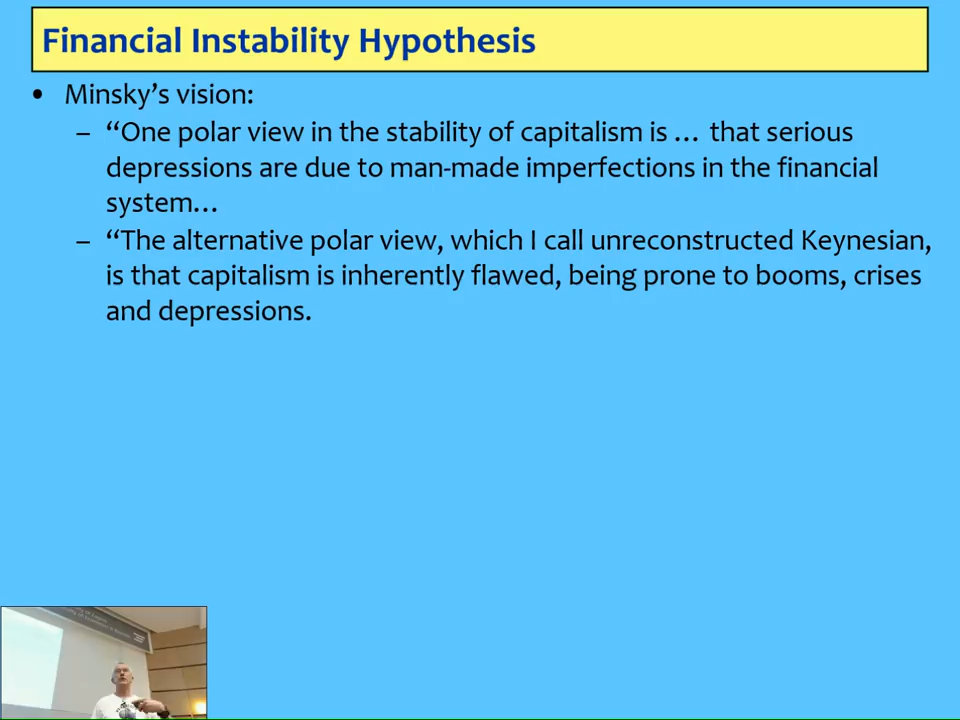 Financial Instability Hypothesis
• Minsky’s vision:
– “One polar view in the stability of capitalism is … that serious
depressions are due to man-made imperfections in the financial
system…
– “The alternative polar view, which I call unreconstructed Keynesian,
is that capitalism is inherently flawed, being prone to booms, crises
and depressions.